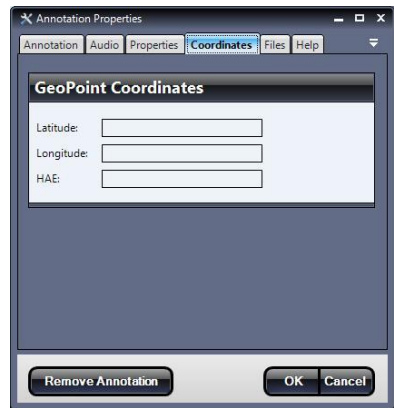 Annotation Properties
Annotation Audio Properties Coordinates Files Help
GeoPoint Coordinates
Latitude:
Longitude:
HAE:
Remove Annotation OK Cancel